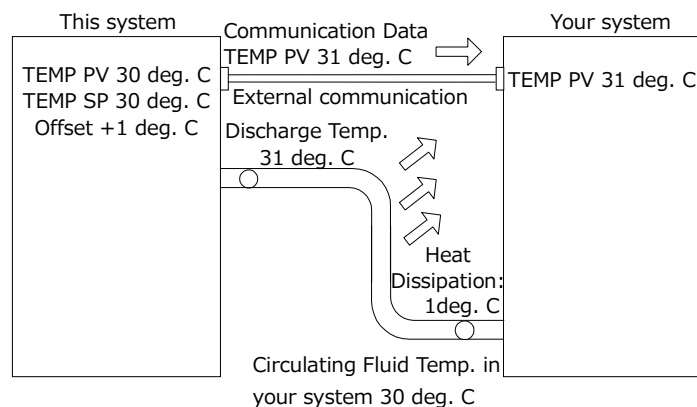 This system
Communication Data
Your system
TEMP PV 31 deg. C
TEMP PV 30 deg. C
TEMP SP 30 deg. C
Offset +1 deg. C
TEMP PV 31 deg. C
External communication
Discharge Temp.
31 deg. C
Heat
Dissipation:
1deg. C
Circulating Fluid Temp. in
your system 30 deg. C